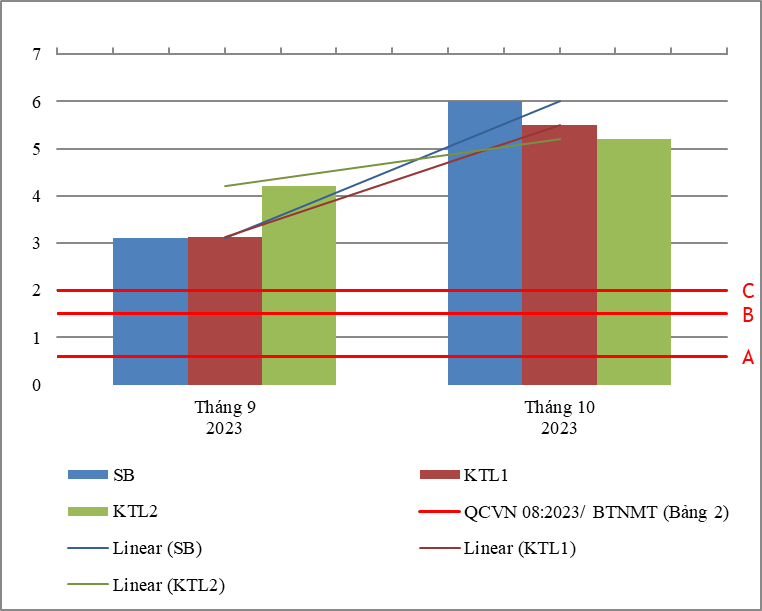 7
6
5
4
3
2
1
0
C
B
A
Tháng 9
2023
Tháng 10
2023
SB
KTL1
KTL2
QCVN 08:2023/ BTNMT (Bảng 2)
Linear (SB)
Linear (KTL1)
Linear (KTL2)